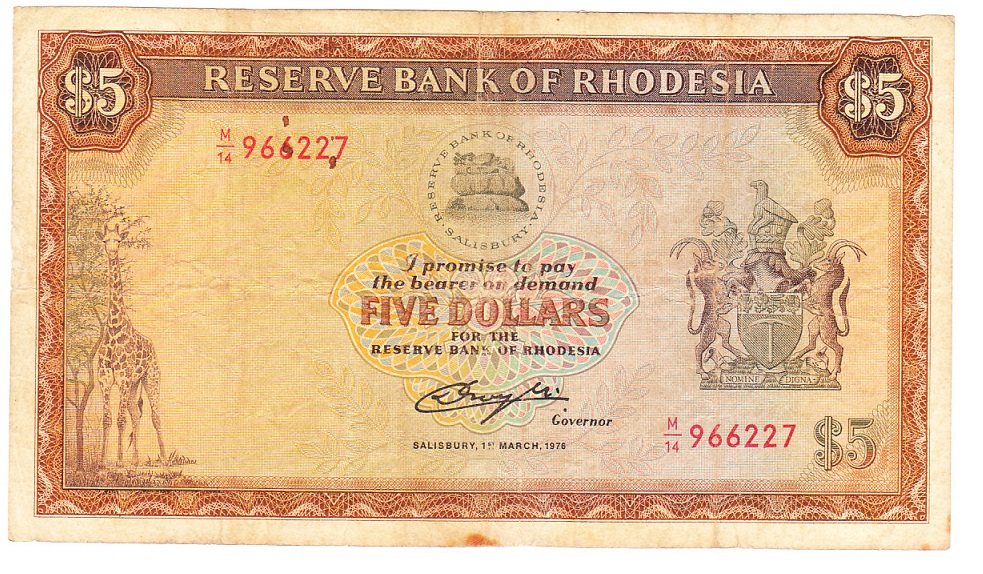 $5 RESERVE BANK OF RHODESIA $5
M/14 966227
RESERVE BANK OF RHODESIA
· SALISBURY ·
I promise to pay
the bearer on demand
FIVE DOLLARS
FOR THE
RESERVE BANK OF RHODESIA
NOMINE DIGNA
Governor
M/14 966227 $5
SALISBURY, 1ST MARCH, 1976